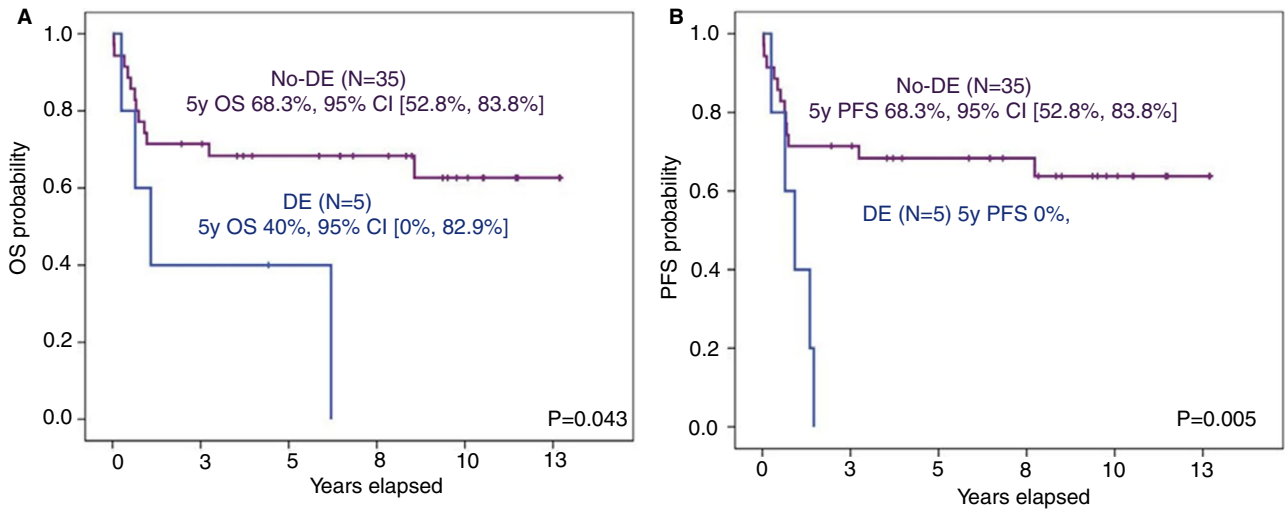 A
1.0
0.8
0.6
0.4
0.2
0.0
OS probability
No-DE (N=35)
5y OS 68.3%, 95% CI [52.8%, 83.8%]
DE (N=5)
5y OS 40%, 95% CI [0%, 82.9%]
P=0.043
0 3 5 8 10 13
Years elapsed
B
1.0
0.8
0.6
0.4
0.2
0.0
PFS probability
No-DE (N=35)
5y PFS 68.3%, 95% CI [52.8%, 83.8%]
DE (N=5) 5y PFS 0%,
P=0.005
0 3 5 8 10 13
Years elapsed